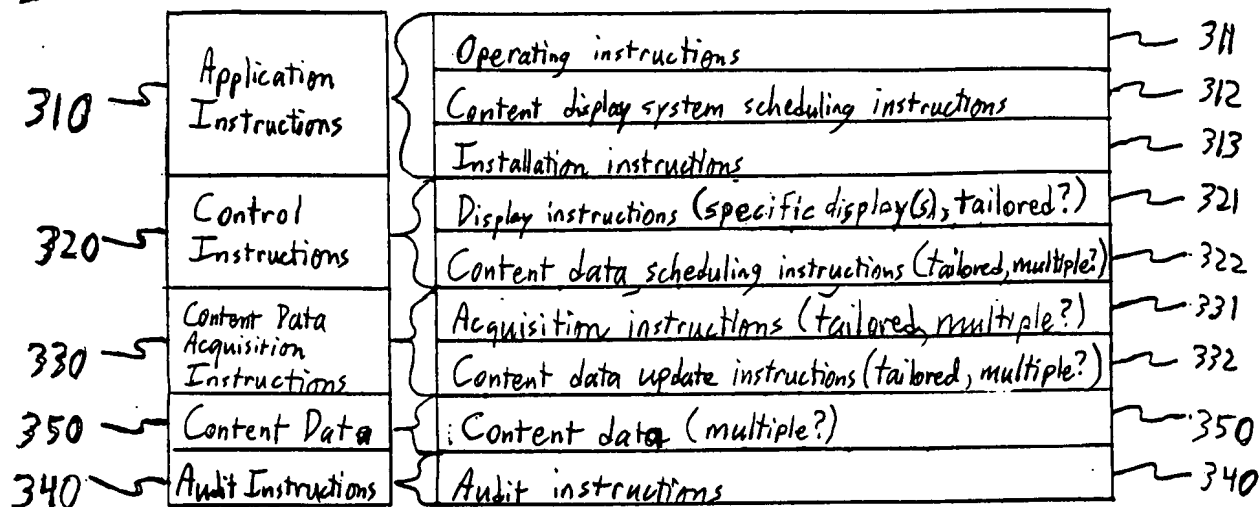 310
Application
Instructions
Operating instructions
311
Content display system scheduling instructions
312
Installation instructions
313
320
Control
Instructions
Display instructions (specific display(s), tailored?)
321
Content data scheduling instructions (tailored, multiple?)
322
330
Content Data
Acquisition
Instructions
Acquisition instructions (tailored, multiple?)
331
Content data update instructions (tailored, multiple?)
332
350
Content Data
Content data (multiple?)
350
340
Audit Instructions
Audit instructions
340